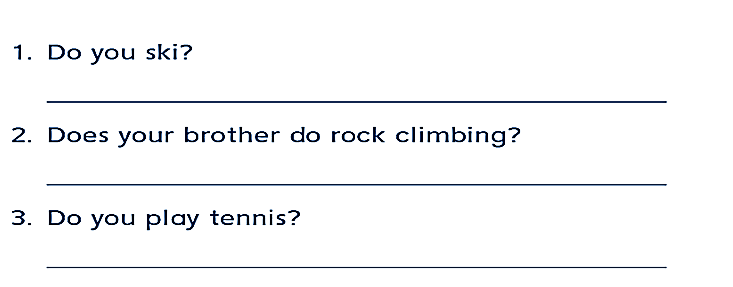 1. Do you ski?
2. Does your brother do rock climbing?
3. Do you play tennis?